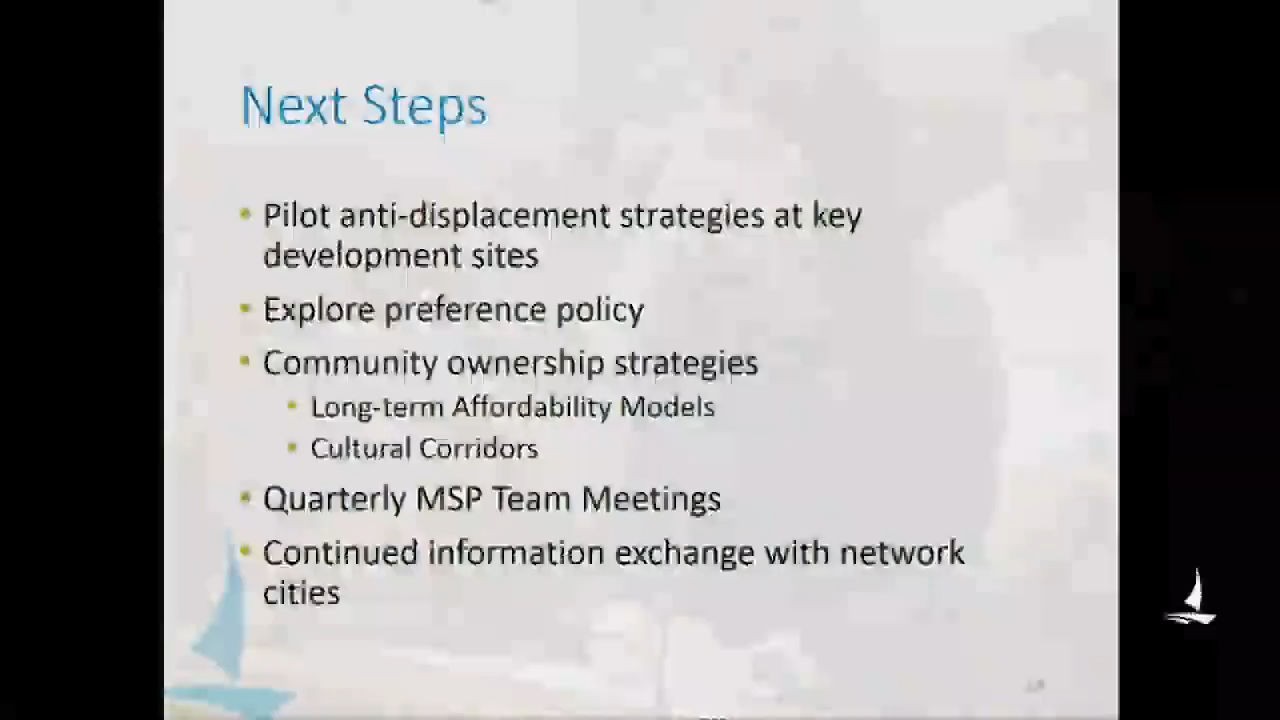 Next Steps
• Pilot anti-displacement strategies at key
development sites
• Explore preference policy
• Community ownership strategies
• Long-term Affordability Models
• Cultural Corridors
• Quarterly MSP Team Meetings
• Continued information exchange with network
cities